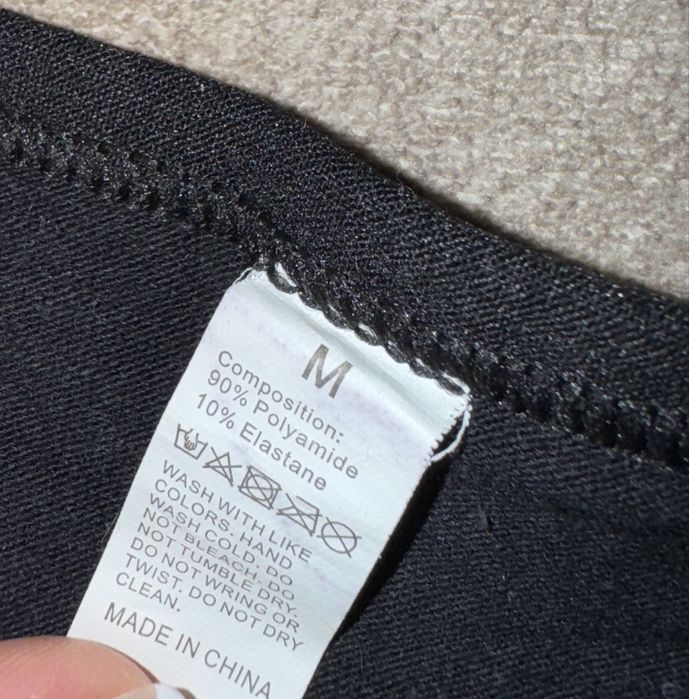 M
Composition:
90% Polyamide
10% Elastane
WASH WITH LIKE
COLORS. HAND
WASH COLD. DO
NOT BLEACH. DO
NOT TUMBLE DRY.
DO NOT WRING OR
TWIST. DO NOT DRY
CLEAN.
MADE IN CHINA